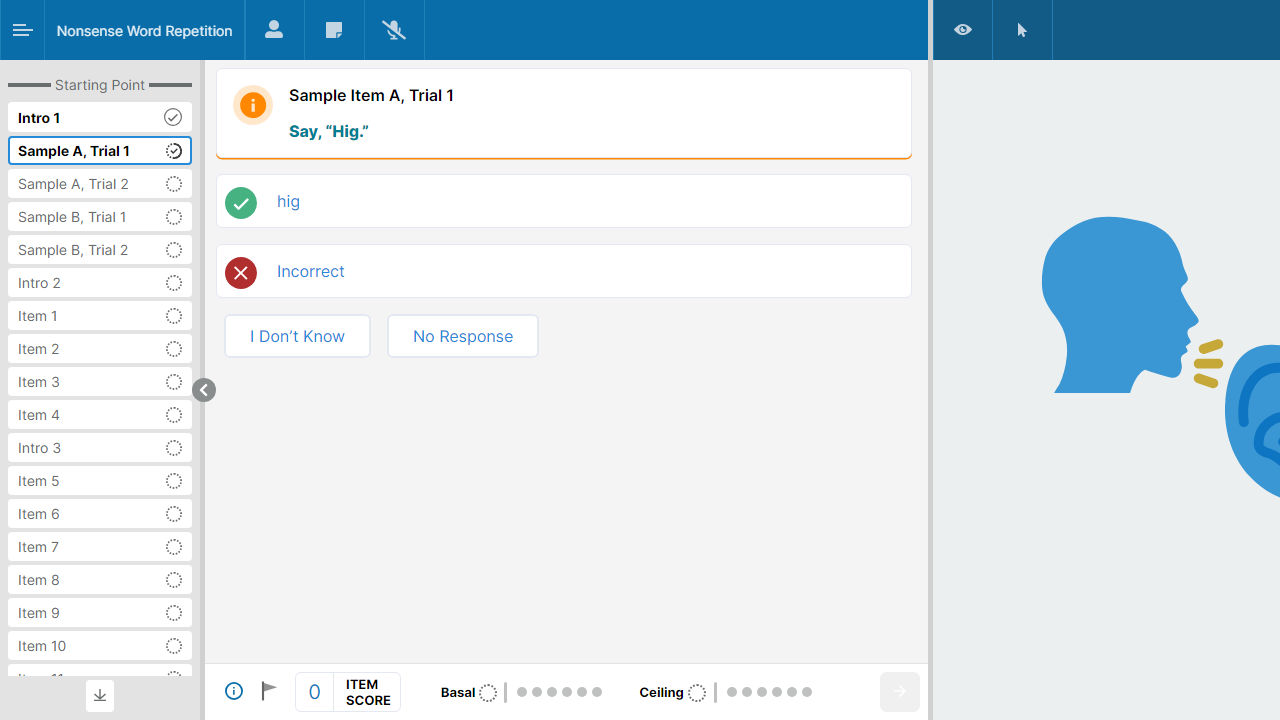 Nonsense Word Repetition
Starting Point
Intro 1
Sample A, Trial 1
Sample A, Trial 2
Sample B, Trial 1
Sample B, Trial 2
Intro 2
Item 1
Item 2
Item 3
Item 4
Intro 3
Item 5
Item 6
Item 7
Item 8
Item 9
Item 10
Item 11
Sample Item A, Trial 1
Say, “Hig.”
hig
Incorrect
I Don’t Know
No Response
0
ITEM
SCORE
Basal
Ceiling